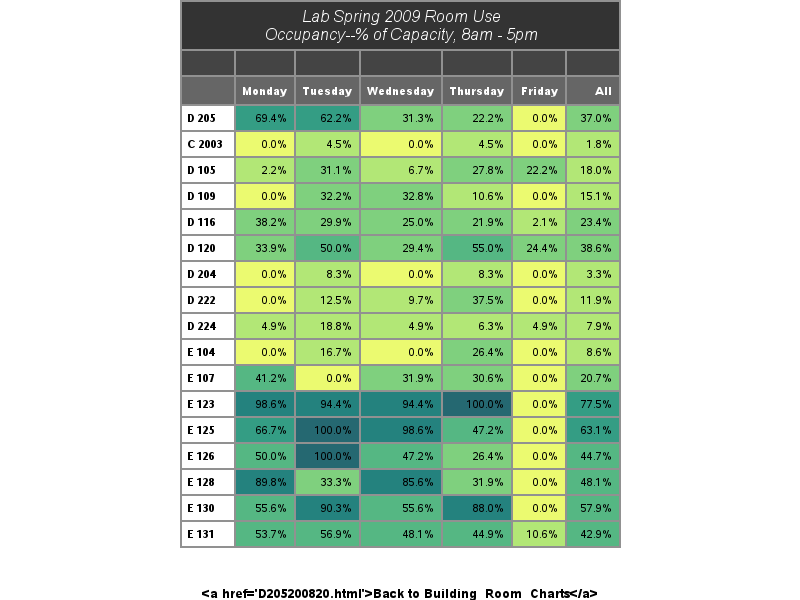 Lab Spring 2009 Room Use
Occupancy--% of Capacity, 8am - 5pm
Monday Tuesday Wednesday Thursday Friday All
D 205 69.4% 62.2% 31.3% 22.2% 0.0% 37.0%
C 2003 0.0% 4.5% 0.0% 4.5% 0.0% 1.8%
D 105 2.2% 31.1% 6.7% 27.8% 22.2% 18.0%
D 109 0.0% 32.2% 32.8% 10.6% 0.0% 15.1%
D 116 38.2% 29.9% 25.0% 21.9% 2.1% 23.4%
D 120 33.9% 50.0% 29.4% 55.0% 24.4% 38.6%
D 204 0.0% 8.3% 0.0% 8.3% 0.0% 3.3%
D 222 0.0% 12.5% 9.7% 37.5% 0.0% 11.9%
D 224 4.9% 18.8% 4.9% 6.3% 4.9% 7.9%
E 104 0.0% 16.7% 0.0% 26.4% 0.0% 8.6%
E 107 41.2% 0.0% 31.9% 30.6% 0.0% 20.7%
E 123 98.6% 94.4% 94.4% 100.0% 0.0% 77.5%
E 125 66.7% 100.0% 98.6% 47.2% 0.0% 63.1%
E 126 50.0% 100.0% 47.2% 26.4% 0.0% 44.7%
E 128 89.8% 33.3% 85.6% 31.9% 0.0% 48.1%
E 130 55.6% 90.3% 55.6% 88.0% 0.0% 57.9%
E 131 53.7% 56.9% 48.1% 44.9% 10.6% 42.9%
<a href='D205200820.html'>Back to Building_Room_Charts</a>